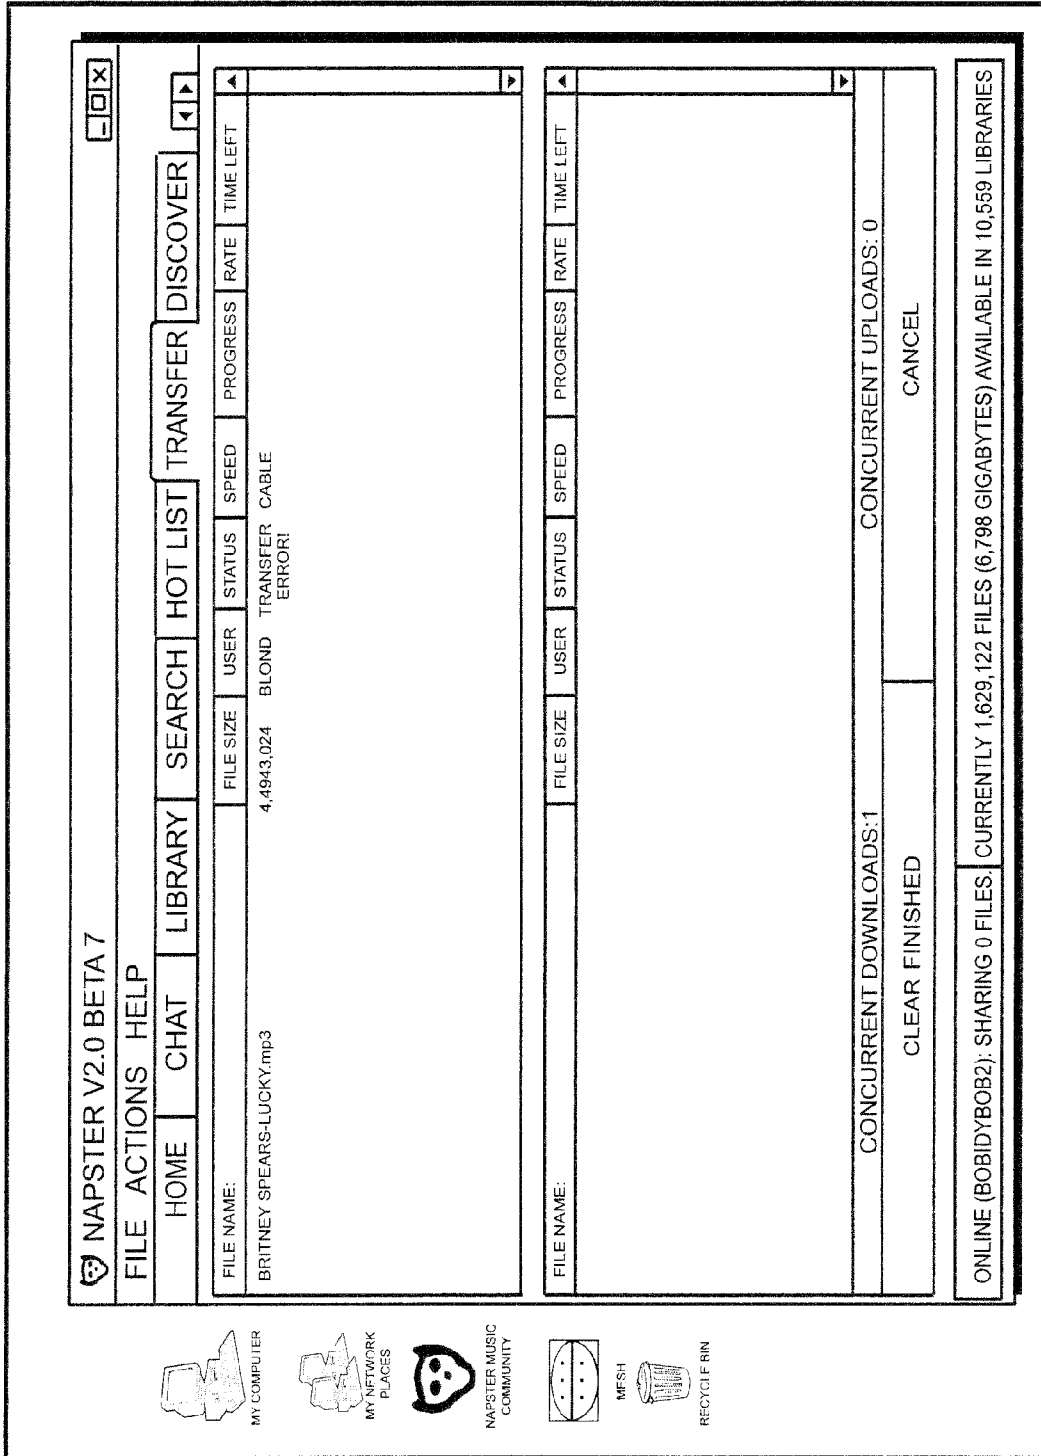 NAPSTER V2.0 BETA 7
FILE ACTIONS HELP
HOME CHAT LIBRARY SEARCH HOT LIST TRANSFER DISCOVER
FILE NAME: FILE SIZE USER STATUS SPEED PROGRESS RATE TIME LEFT
BRITNEY SPEARS-LUCKY.mp3 4,4943,024 BLOND TRANSFER CABLE
ERROR!
FILE NAME: FILE SIZE USER STATUS SPEED PROGRESS RATE TIME LEFT
CONCURRENT DOWNLOADS:1 CONCURRENT UPLOADS: 0
CLEAR FINISHED CANCEL
ONLINE (BOBIDYBOB2): SHARING 0 FILES. CURRENTLY 1,629,122 FILES (6,798 GIGABYTES) AVAILABLE IN 10,559 LIBRARIES
MY COMPUTER
MY NETWORK
PLACES
NAPSTER MUSIC
COMMUNITY
MESH
RECYCLE BIN